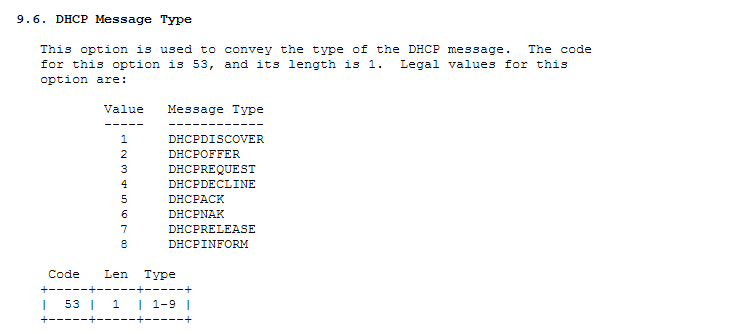 9.6. DHCP Message Type
This option is used to convey the type of the DHCP message.  The code
for this option is 53, and its length is 1.  Legal values for this
option are:
Value   Message Type
-----   ------------
1     DHCPDISCOVER
2     DHCPOFFER
3     DHCPREQUEST
4     DHCPDECLINE
5     DHCPACK
6     DHCPNAK
7     DHCPRELEASE
8     DHCPINFORM
Code   Len  Type
+-----+-----+-----+
|  53 |  1  | 1-9 |
+-----+-----+-----+